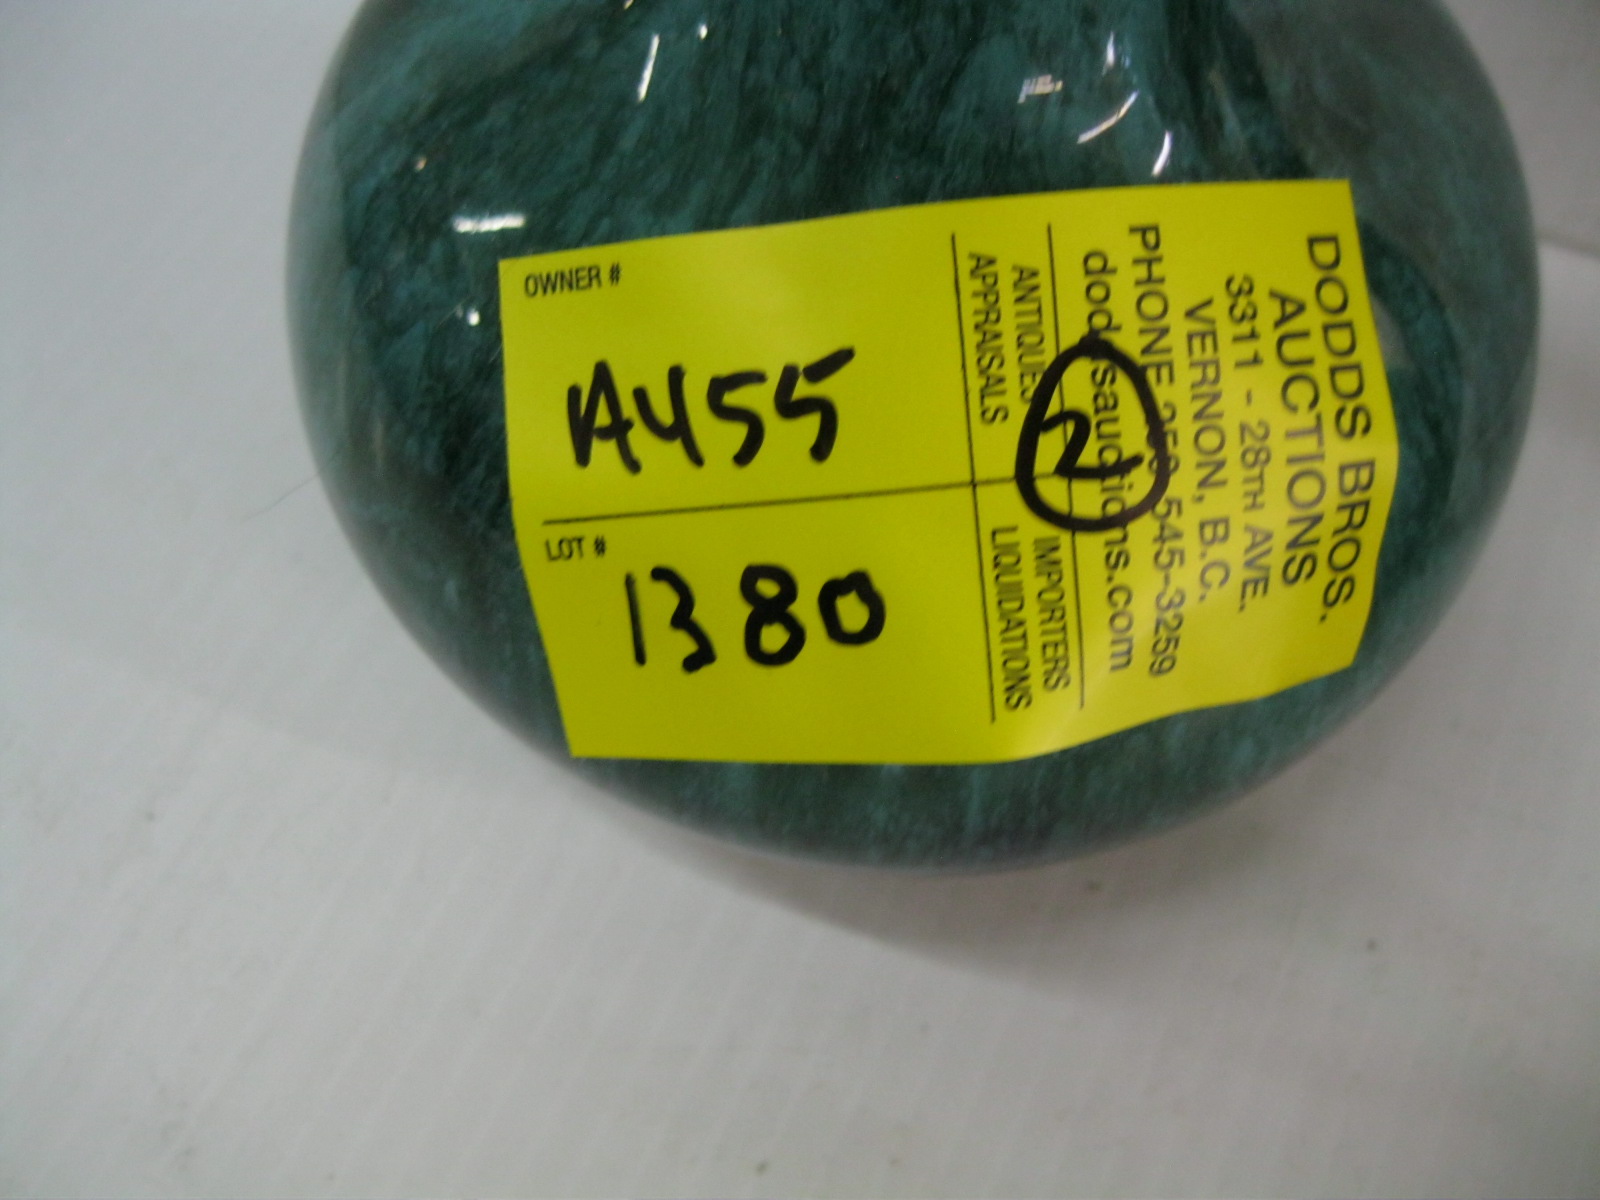 DODDS BROS.
AUCTIONS
3311 - 28TH AVE.
VERNON, B.C.
PHONE 250 545-3259
doddsauctions.com
2
ANTIQUES IMPORTERS
APPRAISALS LIQUIDATIONS
OWNER #
A455
LOT #
1380